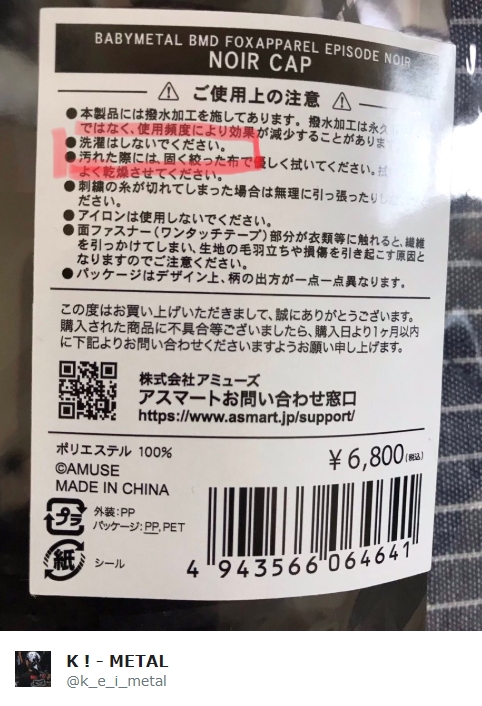 BABYMETAL BMD FOXAPPAREL EPISODE NOIR
NOIR CAP
ご使用上の注意
●本製品には撥水加工を施してあります。撥水加工は永久
ではなく、使用頻度により効果が減少することがありま
●洗濯はしないでください。
●汚れた際には、固く絞った布で優しく拭いてください。拭
よく乾燥させてください。
●刺繍の糸が切れてしまった場合は無理に引っ張ったりし
ださい。
●アイロンは使用しないでください。
●面ファスナー(ワンタッチテープ)部分が衣類等に触れると、繊維
を引っかけてしまい、生地の毛羽立ちや損傷を引き起こす原因と
なりますのでご注意ください。
●パッケージはデザイン上、柄の出方が一点一点異なります。
この度はお買い上げいただきまして、誠にありがとうございます。
購入された商品に不具合等ございましたら、購入日より1ヶ月以内
に下記よりお問い合わせくださいますようお願い申し上げます。
株式会社アミューズ
アスマートお問い合わせ窓口
https://www.asmart.jp/support/
ポリエステル 100%
©AMUSE
MADE IN CHINA
¥6,800(税込)
プラ
外装:PP
パッケージ:PP,PET
紙
シール
4 943566 064641
K ! - METAL
@k_e_i_metal